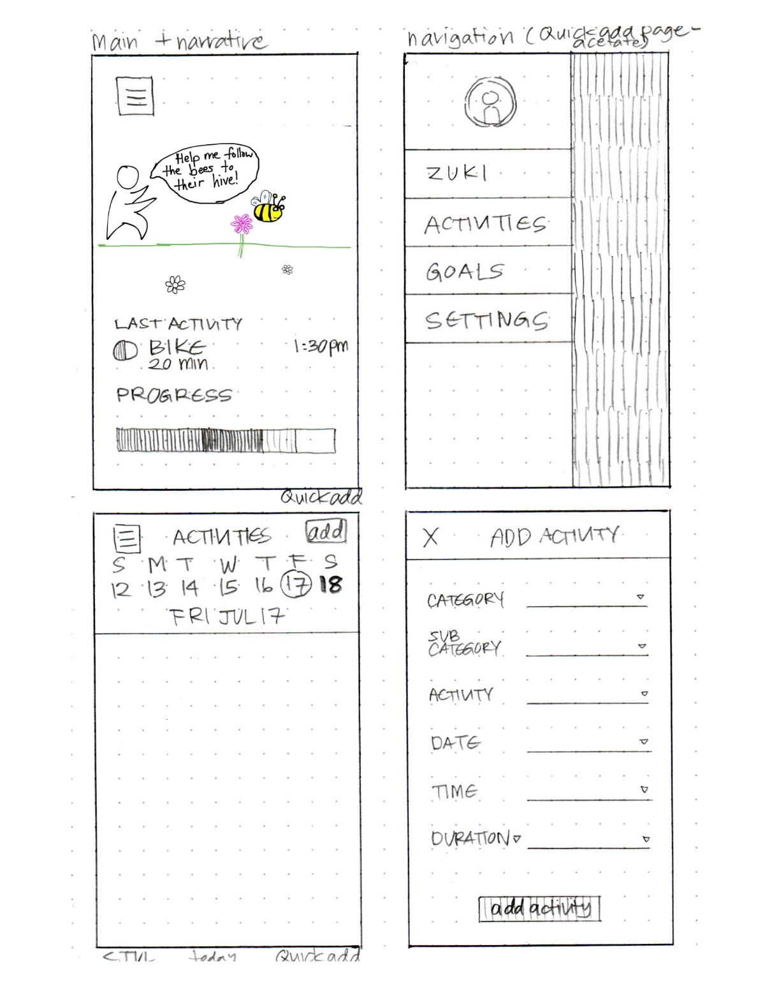 Main + narrative
Help me follow
the bees to
their hive!
LAST ACTIVITY
BIKE 1:30pm
20 min.
PROGRESS
Quickadd
navigation (Quickadd page-
acetate)
ZUKI
ACTIVITIES
GOALS
SETTINGS
ACTIVITIES add
S M T W T F S
12 13 14 15 16 17 18
FRI JUL 17
today Quickadd
X ADD ACTIVITY
CATEGORY
SUB
CATEGORY
ACTIVITY
DATE
TIME
DURATION
add activity